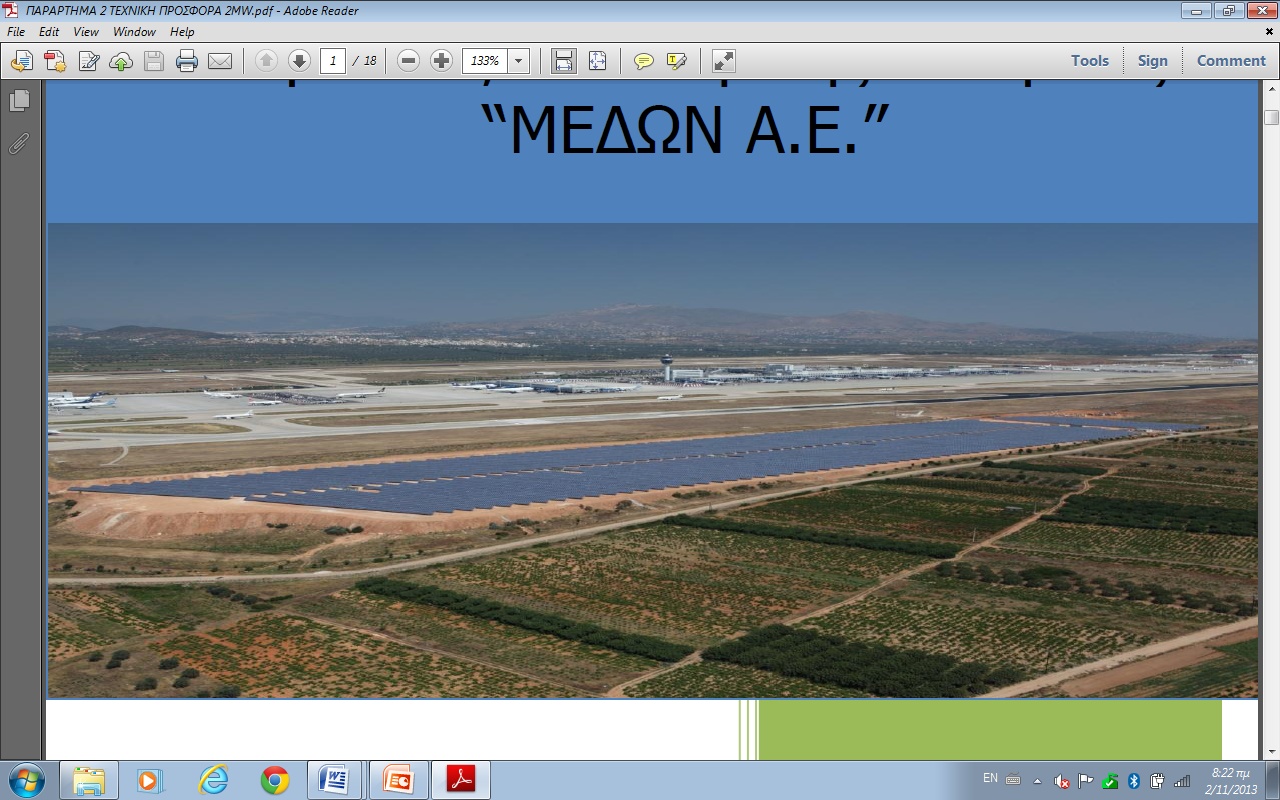 ΠΑΡΑΡΤΗΜΑ 2 ΤΕΧΝΙΚΗ ΠΡΟΣΦΟΡΑ 2MW.pdf - Adobe Reader
File Edit View Window Help
1 / 18 133% Tools Sign Comment
“ΜΕΔΩΝ Α.Ε.”
EN
8:22 πμ
2/11/2013